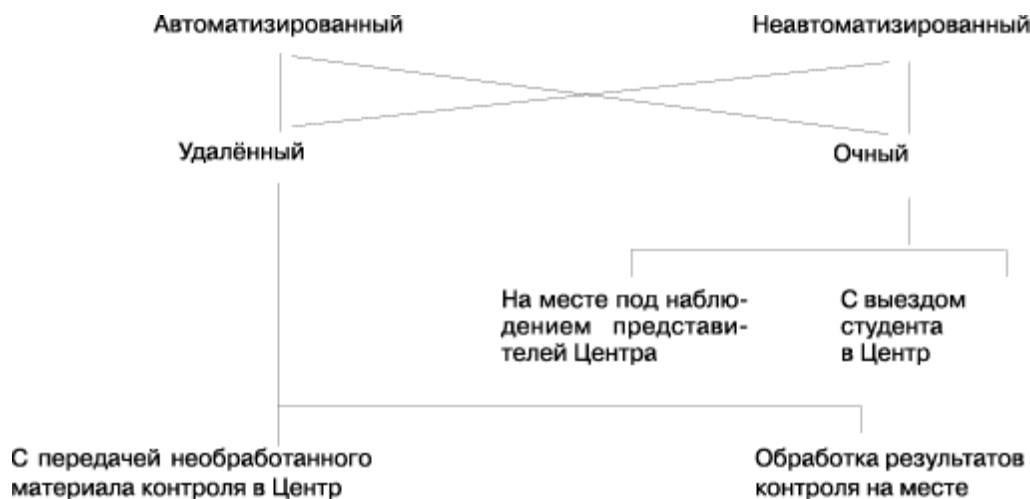 Автоматизированный
Неавтоматизированный
Удалённый
Очный
На месте под наблю-
дением представи-
телей Центра
С выездом
студента
в Центр
С передачей необработанного
материала контроля в Центр
Обработка результатов
контроля на месте